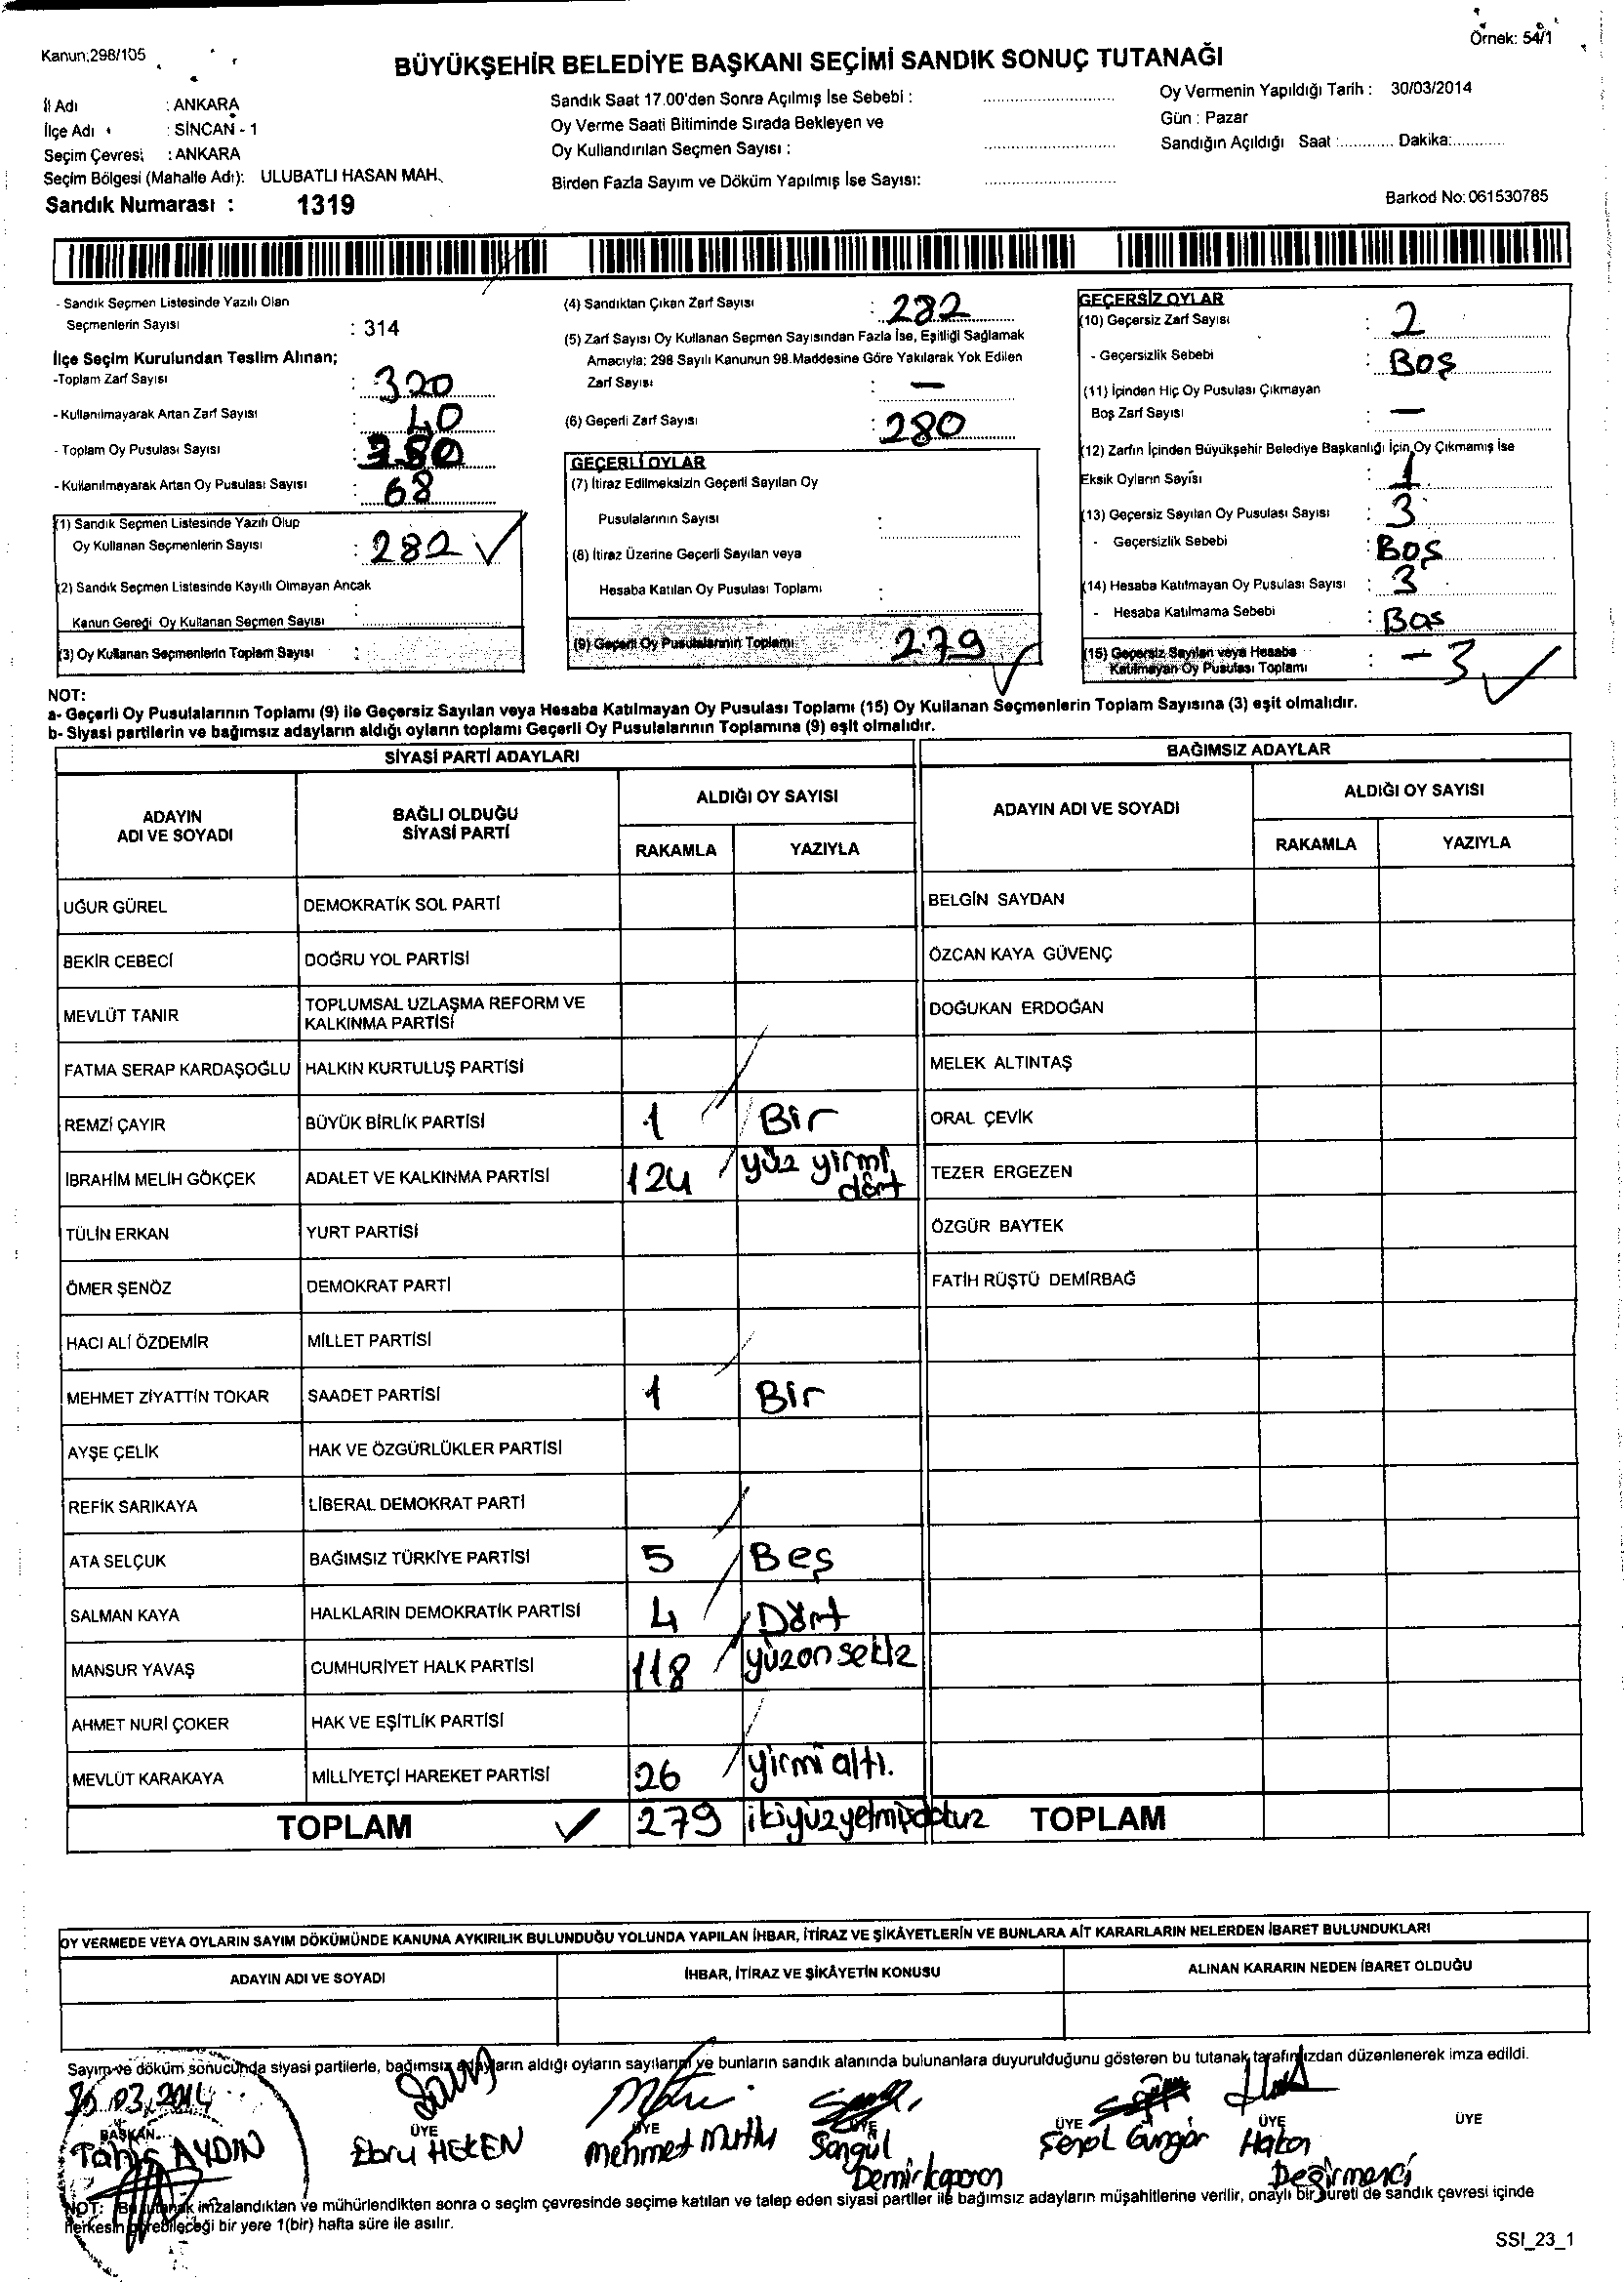 Kanun:298/105
Örnek: 54/1
BÜYÜKŞEHİR BELEDİYE BAŞKANI SEÇİMİ SANDIK SONUÇ TUTANAĞI
İl Adı : ANKARA
İlçe Adı : SİNCAN - 1
Seçim Çevresi : ANKARA
Seçim Bölgesi (Mahalle Adı): ULUBATLI HASAN MAH.
Sandık Numarası : 1319
Sandık Saat 17.00'den Sonra Açılmış İse Sebebi :
Oy Verme Saati Bitiminde Sırada Bekleyen ve
Oy Kullandırılan Seçmen Sayısı :
Birden Fazla Sayım ve Döküm Yapılmış İse Sayısı:
Oy Vermenin Yapıldığı Tarih : 30/03/2014
Gün : Pazar
Sandığın Açıldığı Saat :............ Dakika:............
Barkod No: 061530785
- Sandık Seçmen Listesinde Yazılı Olan
Seçmenlerin Sayısı : 314
İlçe Seçim Kurulundan Teslim Alınan;
-Toplam Zarf Sayısı : 320
- Kullanılmayarak Artan Zarf Sayısı : 40
- Toplam Oy Pusulası Sayısı : 350
- Kullanılmayarak Artan Oy Pusulası Sayısı : 68
(1) Sandık Seçmen Listesinde Yazılı Olup
Oy Kullanan Seçmenlerin Sayısı : 282
(2) Sandık Seçmen Listesinde Kayıtlı Olmayan Ancak
Kanun Gereği Oy Kullanan Seçmen Sayısı :
(3) Oy Kullanan Seçmenlerin Toplam Sayısı :
(4) Sandıktan Çıkan Zarf Sayısı : 282
(5) Zarf Sayısı Oy Kullanan Seçmen Sayısından Fazla İse, Eşitliği Sağlamak
Amacıyla; 298 Sayılı Kanunun 98.Maddesine Göre Yakılarak Yok Edilen
Zarf Sayısı : —
(6) Geçerli Zarf Sayısı : 280
GEÇERLİ OYLAR
(7) İtiraz Edilmeksizin Geçerli Sayılan Oy
Pusulalarının Sayısı :
(8) İtiraz Üzerine Geçerli Sayılan veya
Hesaba Katılan Oy Pusulası Toplamı :
(9) Geçerli Oy Pusulalarının Toplamı 279
GEÇERSİZ OYLAR
(10) Geçersiz Zarf Sayısı : 2
- Geçersizlik Sebebi : Boş
(11) İçinden Hiç Oy Pusulası Çıkmayan
Boş Zarf Sayısı : —
(12) Zarfın İçinden Büyükşehir Belediye Başkanlığı İçin Oy Çıkmamış İse
Eksik Oyların Sayısı : 1
(13) Geçersiz Sayılan Oy Pusulası Sayısı : 3
- Geçersizlik Sebebi : Boş
(14) Hesaba Katılmayan Oy Pusulası Sayısı : 3
- Hesaba Katılmama Sebebi : Bos
(15) Geçersiz Sayılan veya Hesaba
Katılmayan Oy Pusulası Toplamı : - 3
NOT:
a- Geçerli Oy Pusulalarının Toplamı (9) ile Geçersiz Sayılan veya Hesaba Katılmayan Oy Pusulası Toplamı (15) Oy Kullanan Seçmenlerin Toplam Sayısına (3) eşit olmalıdır.
b- Siyasi partilerin ve bağımsız adayların aldığı oyların toplamı Geçerli Oy Pusulalarının Toplamına (9) eşit olmalıdır.
SİYASİ PARTİ ADAYLARI
ADAYIN ADI VE SOYADI
BAĞLI OLDUĞU SİYASİ PARTİ
ALDIĞI OY SAYISI
RAKAMLA YAZIYLA
UĞUR GÜREL DEMOKRATİK SOL PARTİ
BEKİR CEBECİ DOĞRU YOL PARTİSİ
MEVLÜT TANIR TOPLUMSAL UZLAŞMA REFORM VE KALKINMA PARTİSİ
FATMA SERAP KARDAŞOĞLU HALKIN KURTULUŞ PARTİSİ
REMZİ ÇAYIR BÜYÜK BİRLİK PARTİSİ 1 Bir
İBRAHİM MELİH GÖKÇEK ADALET VE KALKINMA PARTİSİ 124 yüz yirmi dört
TÜLİN ERKAN YURT PARTİSİ
ÖMER ŞENÖZ DEMOKRAT PARTİ
HACI ALİ ÖZDEMİR MİLLET PARTİSİ
MEHMET ZİYATTİN TOKAR SAADET PARTİSİ 1 Bir
AYŞE ÇELİK HAK VE ÖZGÜRLÜKLER PARTİSİ
REFİK SARIKAYA LİBERAL DEMOKRAT PARTİ
ATA SELÇUK BAĞIMSIZ TÜRKİYE PARTİSİ 5 Beş
SALMAN KAYA HALKLARIN DEMOKRATİK PARTİSİ 4 Dört
MANSUR YAVAŞ CUMHURİYET HALK PARTİSİ 118 yüzon sekiz
AHMET NURİ ÇOKER HAK VE EŞİTLİK PARTİSİ
MEVLÜT KARAKAYA MİLLİYETÇİ HAREKET PARTİSİ 26 yirmi altı.
TOPLAM 279 ikiyüzyetmişdokuz
BAĞIMSIZ ADAYLAR
ADAYIN ADI VE SOYADI
ALDIĞI OY SAYISI
RAKAMLA YAZIYLA
BELGİN SAYDAN
ÖZCAN KAYA GÜVENÇ
DOĞUKAN ERDOĞAN
MELEK ALTINTAŞ
ORAL ÇEVİK
TEZER ERGEZEN
ÖZGÜR BAYTEK
FATİH RÜŞTÜ DEMİRBAĞ
TOPLAM
OY VERMEDE VEYA OYLARIN SAYIM DÖKÜMÜNDE KANUNA AYKIRILIK BULUNDUĞU YOLUNDA YAPILAN İHBAR, İTİRAZ VE ŞİKÂYETLERİN VE BUNLARA AİT KARARLARIN NELERDEN İBARET BULUNDUKLARI
ADAYIN ADI VE SOYADI İHBAR, İTİRAZ VE ŞİKÂYETİN KONUSU ALINAN KARARIN NEDEN İBARET OLDUĞU
Sayım ve döküm sonucunda siyasi partilerle, bağımsız adayların aldığı oyların sayılarını ve bunların sandık alanında bulunanlara duyurulduğunu gösteren bu tutanak tarafımızdan düzenlenerek imza edildi.
30.03.2014
BAŞKAN ÜYE ÜYE ÜYE ÜYE ÜYE ÜYE
AYDIN Ebru HEKEN Mehmet Mutlu Songül Demirkaporon Şenol Güngör Hakan Değirmenci
NOT: Bu tutanak imzalandıktan ve mühürlendikten sonra o seçim çevresinde seçime katılan ve talep eden siyasi partiler ile bağımsız adayların müşahitlerine verilir, onaylı bir sureti de sandık çevresi içinde
herkesin görebileceği bir yere 1(bir) hafta süre ile asılır.
SSI_23_1